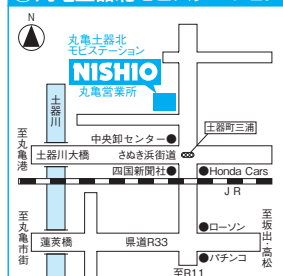 N
丸亀土器北
モビステーション
NISHIO
丸亀営業所
土器川
土器町三浦
中央卸センター
至丸亀港
土器川大橋
さぬき浜街道
四国新聞社
Honda Cars
JR
至丸亀市街
ローソン
至坂出・高松
蓬莱橋
県道R33
パチンコ
至R11